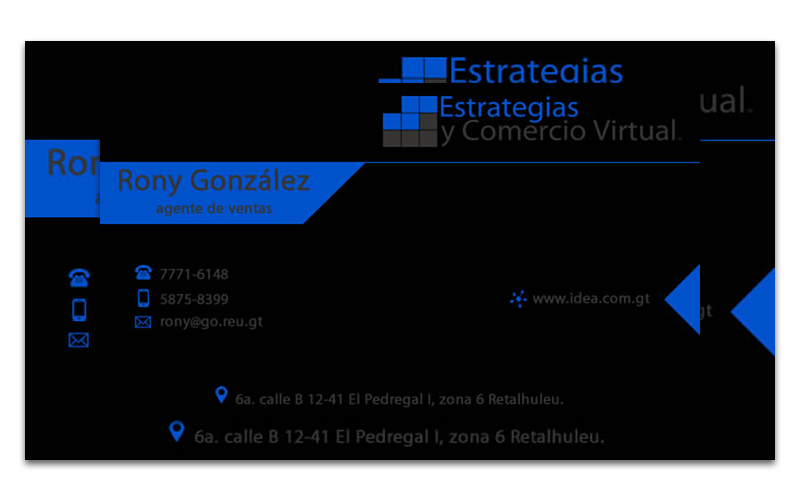 Estrategias
Estrategias
ual
y Comercio Virtual
Ror
Rony González
agente de ventas
7771-6148
5875-8399
www.idea.com.gt
gt
rony@go.reu.gt
6a. calle B 12-41 El Pedregal I, zona 6 Retalhuleu.
6a. calle B 12-41 El Pedregal I, zona 6 Retalhuleu.